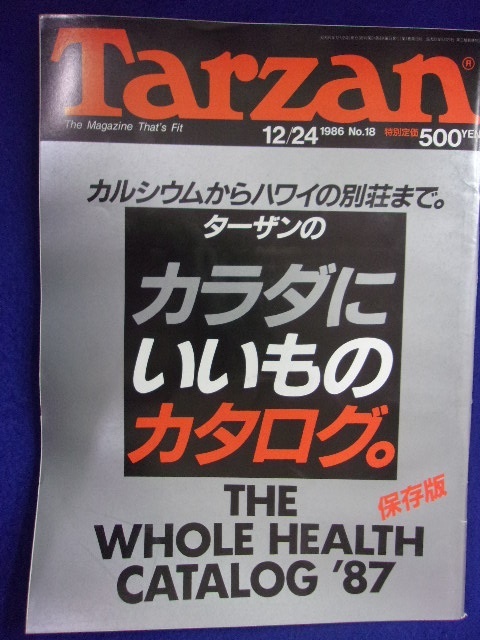 Tarzan®
The Magazine That's Fit
12/24 1986 No.18 特別定価 500YEN
カルシウムからハワイの別荘まで。
ターザンの
カラダに
いいもの
カタログ。
保存版
THE
WHOLE HEALTH
CATALOG '87